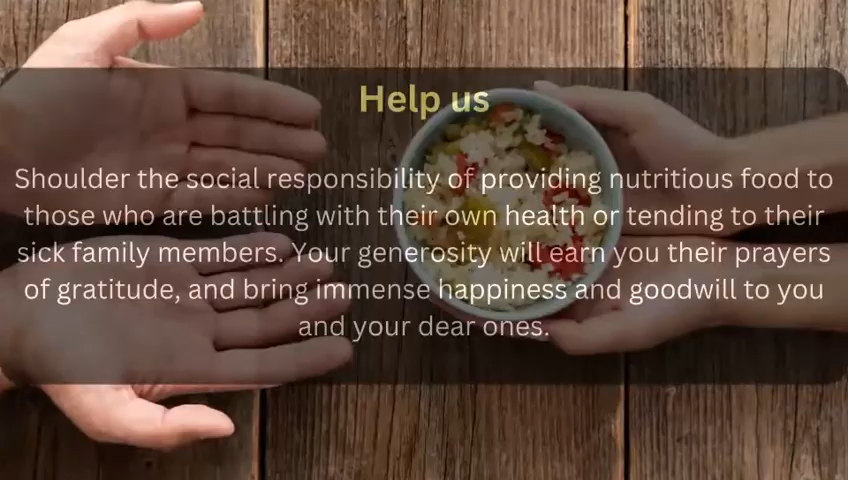 Help us
Shoulder the social responsibility of providing nutritious food to
those who are battling with their own health or tending to their
sick family members. Your generosity will earn you their prayers
of gratitude, and bring immense happiness and goodwill to you
and your dear ones.